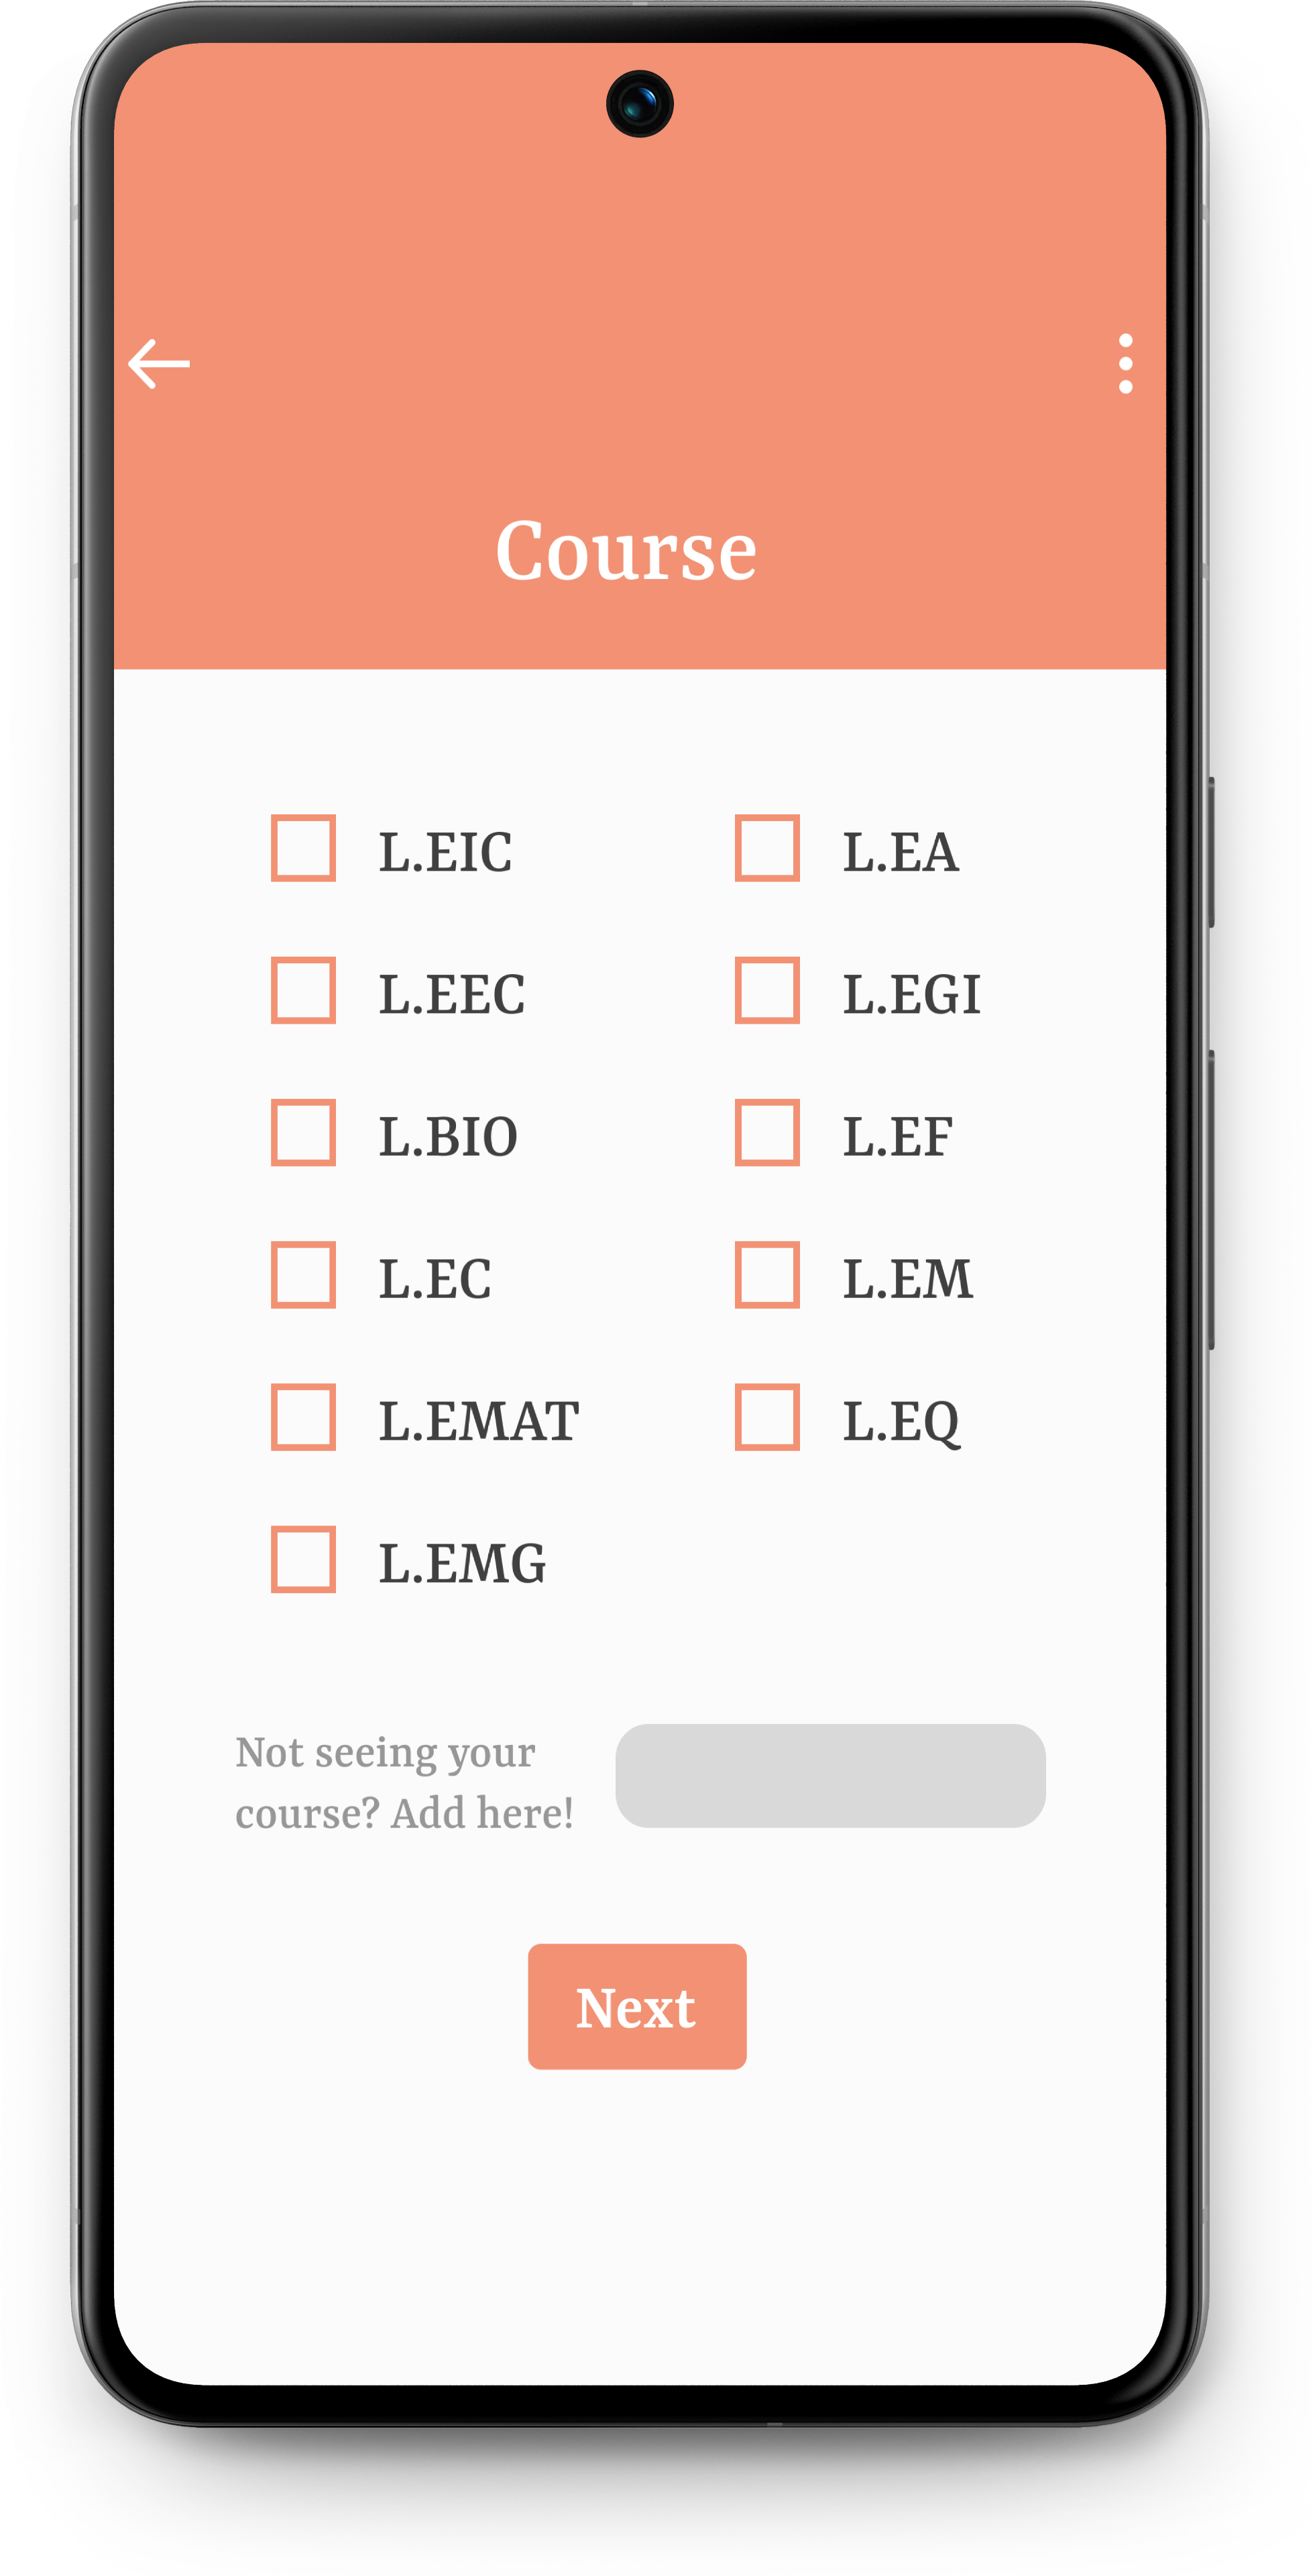 Course
L.EIC
L.EA
L.EEC
L.EGI
L.BIO
L.EF
L.EC
L.EM
L.EMAT
L.EQ
L.EMG
Not seeing your
course? Add here!
Next